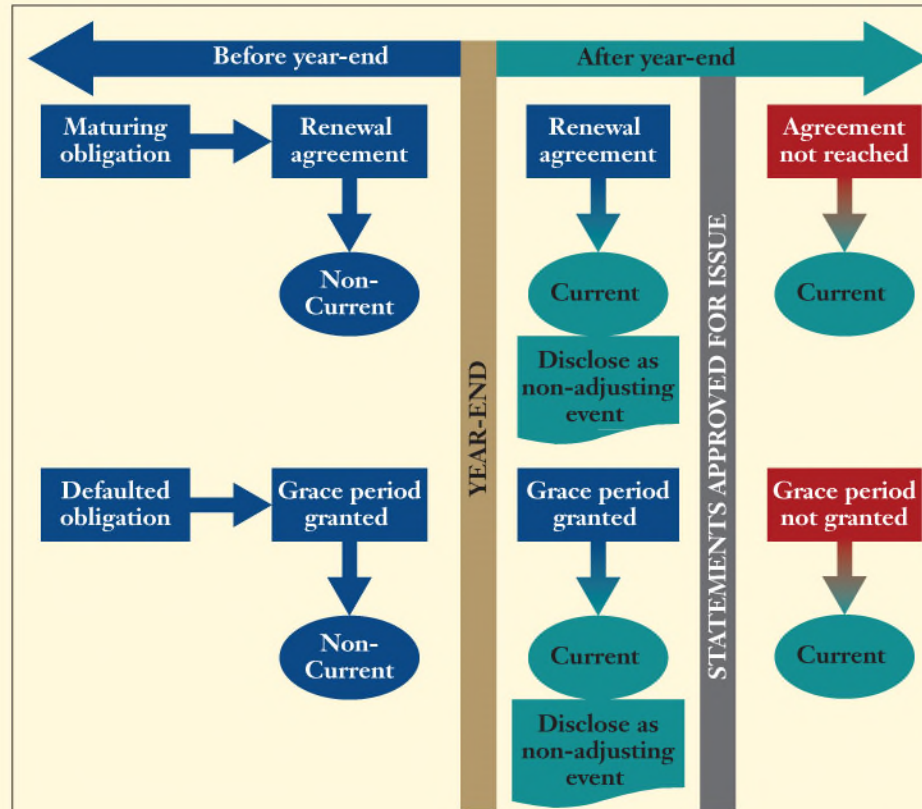 Before year-end
After year-end
Maturing
obligation
Renewal
agreement
Renewal
agreement
Agreement
not reached
Non-
Current
Current
Current
Disclose as
non-adjusting
event
YEAR-END
STATEMENTS APPROVED FOR ISSUE
Defaulted
obligation
Grace period
granted
Grace period
granted
Grace period
not granted
Non-
Current
Current
Current
Disclose as
non-adjusting
event